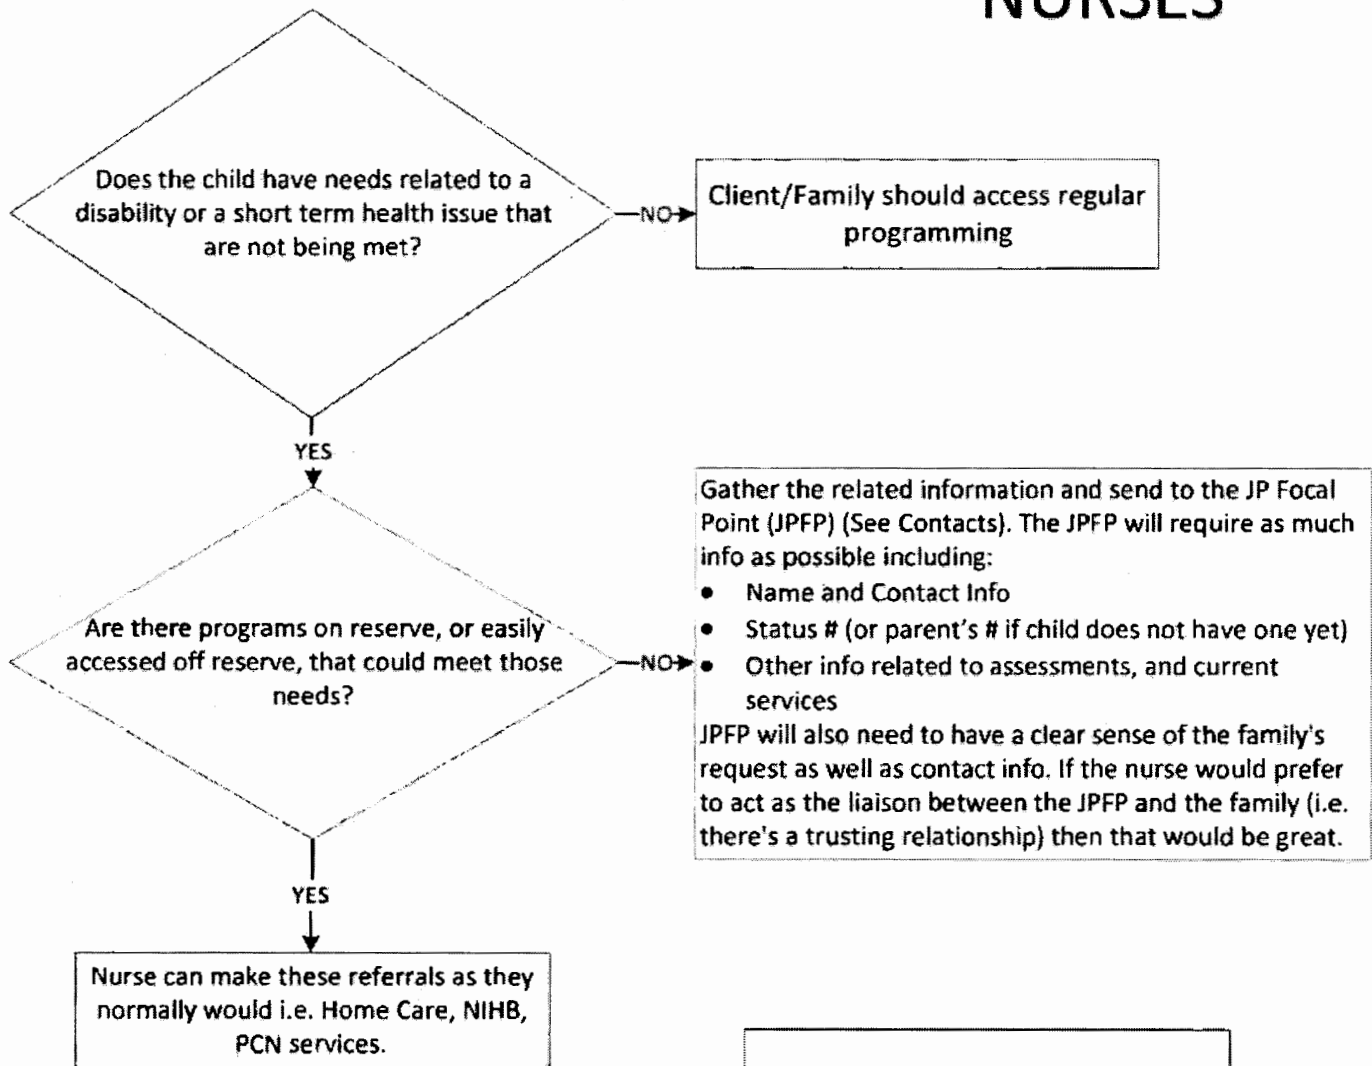 NURSES
Does the child have needs related to a
disability or a short term health issue that
are not being met?
NO
Client/Family should access regular
programming
YES
Are there programs on reserve, or easily
accessed off reserve, that could meet those
needs?
NO
Gather the related information and send to the JP Focal
Point (JPFP) (See Contacts). The JPFP will require as much
info as possible including:
• Name and Contact Info
• Status # (or parent's # if child does not have one yet)
• Other info related to assessments, and current
services
JPFP will also need to have a clear sense of the family's
request as well as contact info. If the nurse would prefer
to act as the liaison between the JPFP and the family (i.e.
there's a trusting relationship) then that would be great.
YES
Nurse can make these referrals as they
normally would i.e. Home Care, NIHB,
PCN services.